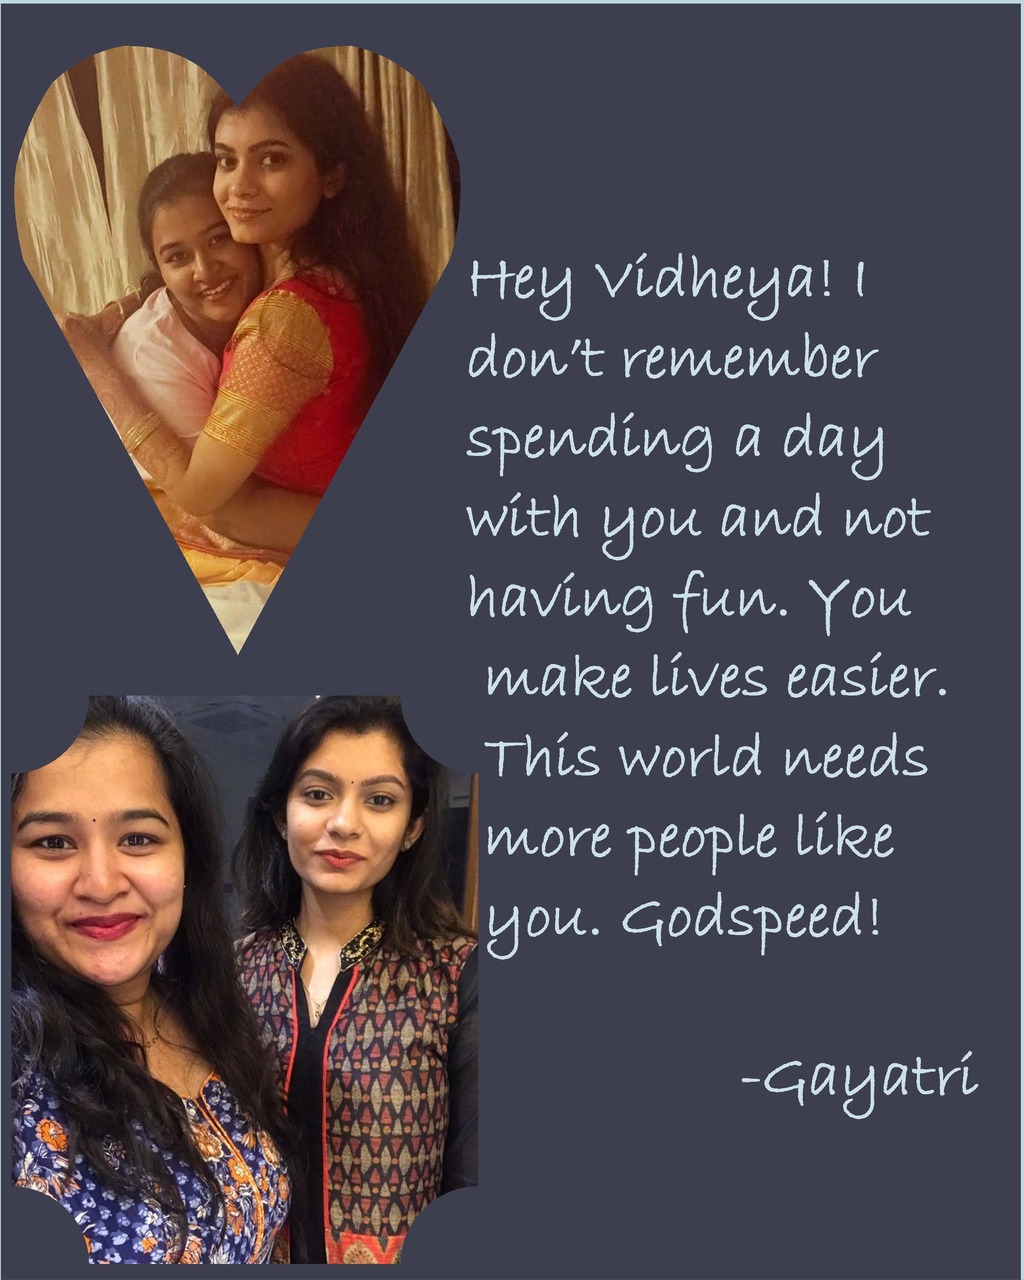 Hey Vidheya! I
don't remember
spending a day
with you and not
having fun. You
make lives easier.
This world needs
more people like
you. Godspeed!
-Gayatri